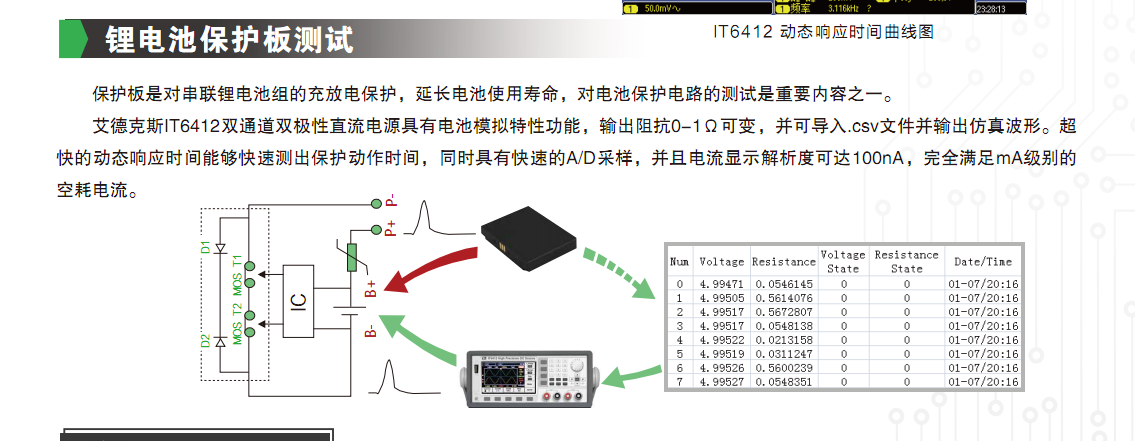 50.0mV
频率 3.116kHz ?
23:28:13
IT6412 动态响应时间曲线图
锂电池保护板测试
保护板是对串联锂电池组的充放电保护，延长电池使用寿命，对电池保护电路的测试是重要内容之一。
艾德克斯IT6412双通道双极性直流电源具有电池模拟特性功能，输出阻抗0-1Ω可变，并可导入.csv文件并输出仿真波形。超
快的动态响应时间能够快速测出保护动作时间，同时具有快速的A/D采样，并且电流显示解析度可达100nA，完全满足mA级别的
空耗电流。
P-
P+
D1
MOS T1
IC
B+
D2
MOS T2
B-
Num Voltage Resistance Voltage State Resistance State Date/Time
0 4.99471 0.0546145 0 0 01-07/20:16
1 4.99505 0.5614076 0 0 01-07/20:16
2 4.99517 0.5672807 0 0 01-07/20:16
3 4.99517 0.0548138 0 0 01-07/20:16
4 4.99522 0.0213158 0 0 01-07/20:16
5 4.99519 0.0311247 0 0 01-07/20:16
6 4.99526 0.5600239 0 0 01-07/20:16
7 4.99527 0.0548351 0 0 01-07/20:16